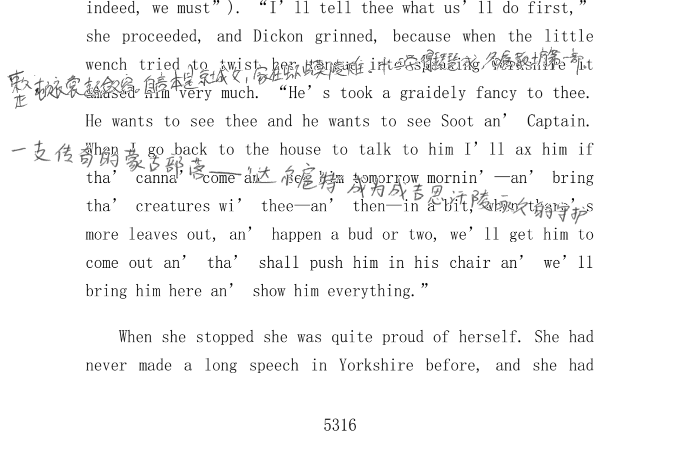 indeed, we must”). “I’ll tell thee what us’ll do first,”
she proceeded, and Dickon grinned, because when the little
wench tried to twist her tongue into speaking Yorkshire it
amused him very much. “He’s took a graidely fancy to thee.
He wants to see thee and he wants to see Soot an’ Captain.
When I go back to the house to talk to him I’ll ax him if
一支传奇的蒙古部落——达尔扈特 成为成吉思汗陵 的守护
tha’ canna’ come an’ see him tomorrow mornin’—an’ bring
tha’ creatures wi’ thee—an’ then—in a bit, when there’s
more leaves out, an’ happen a bud or two, we’ll get him to
come out an’ tha’ shall push him in his chair an’ we’ll
bring him here an’ show him everything.”
When she stopped she was quite proud of herself. She had
never made a long speech in Yorkshire before, and she had
5316